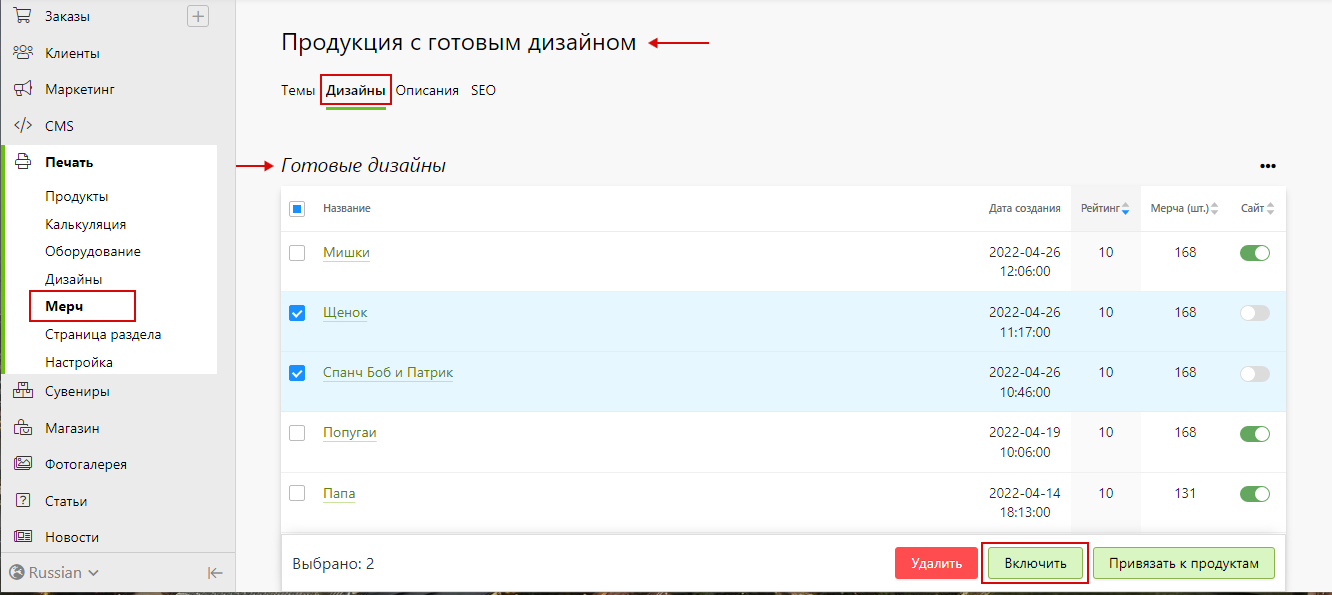 Заказы
Клиенты
Маркетинг
CMS
Печать
Продукты
Калькуляция
Оборудование
Дизайны
Мерч
Страница раздела
Настройка
Сувениры
Магазин
Фотогалерея
Статьи
Новости
Russian
Продукция с готовым дизайном
Темы Дизайны Описания SEO
Готовые дизайны
Название Дата создания Рейтинг Мерча (шт.) Сайт
Мишки 2022-04-26 10 168
12:06:00
Щенок 2022-04-26 10 168
11:17:00
Спанч Боб и Патрик 2022-04-26 10 168
10:46:00
Попугаи 2022-04-19 10 168
10:06:00
Папа 2022-04-14 10 131
18:13:00
Выбрано: 2 Удалить Включить Привязать к продуктам